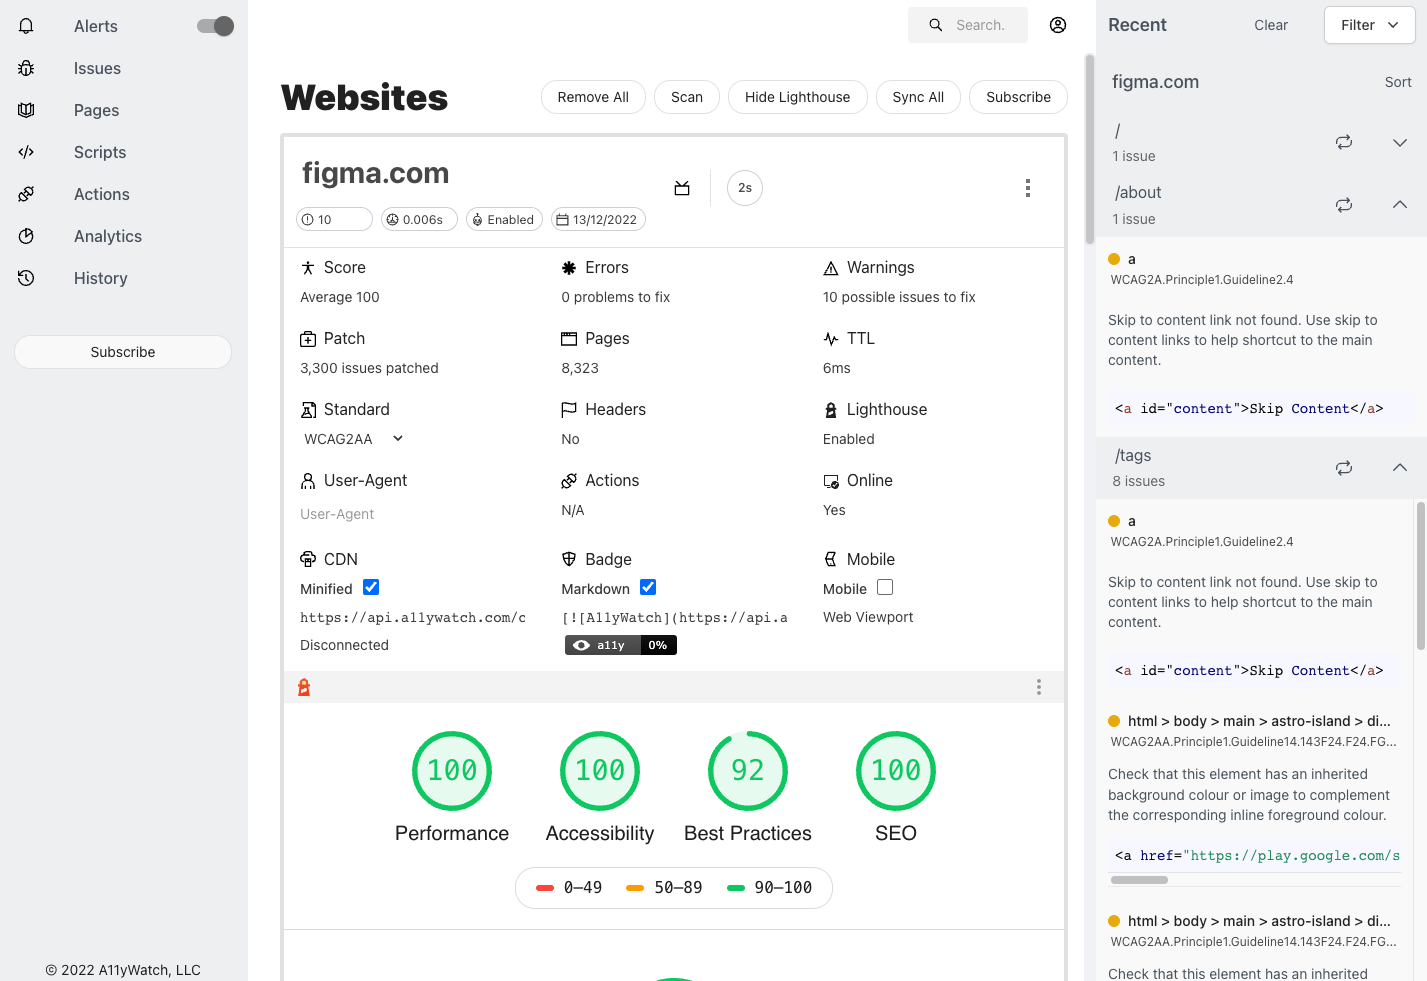 Alerts
Issues
Pages
Scripts
Actions
Analytics
History
Subscribe
© 2022 A11yWatch, LLC
Search.
Websites
Remove All
Scan
Hide Lighthouse
Sync All
Subscribe
figma.com
2s
10
0.006s
Enabled
13/12/2022
Score
Average 100
Errors
0 problems to fix
Warnings
10 possible issues to fix
Patch
3,300 issues patched
Pages
8,323
TTL
6ms
Standard
WCAG2AA
Headers
No
Lighthouse
Enabled
User-Agent
User-Agent
Actions
N/A
Online
Yes
CDN
Minified
https://api.a11ywatch.com/c
Disconnected
Badge
Markdown
[![A11yWatch](https://api.a
a11y 0%
Mobile
Mobile
Web Viewport
100
Performance
100
Accessibility
92
Best Practices
100
SEO
0–49
50–89
90–100
Recent
Clear
Filter
figma.com
Sort
/
1 issue
/about
1 issue
a
WCAG2A.Principle1.Guideline2.4
Skip to content link not found. Use skip to
content links to help shortcut to the main
content.
<a id="content">Skip Content</a>
/tags
8 issues
a
WCAG2A.Principle1.Guideline2.4
Skip to content link not found. Use skip to
content links to help shortcut to the main
content.
<a id="content">Skip Content</a>
html > body > main > astro-island > di...
WCAG2AA.Principle1.Guideline14.143F24.F24.FG...
Check that this element has an inherited
background colour or image to complement
the corresponding inline foreground colour.
<a href="https://play.google.com/s
html > body > main > astro-island > di...
WCAG2AA.Principle1.Guideline14.143F24.F24.FG...
Check that this element has an inherited